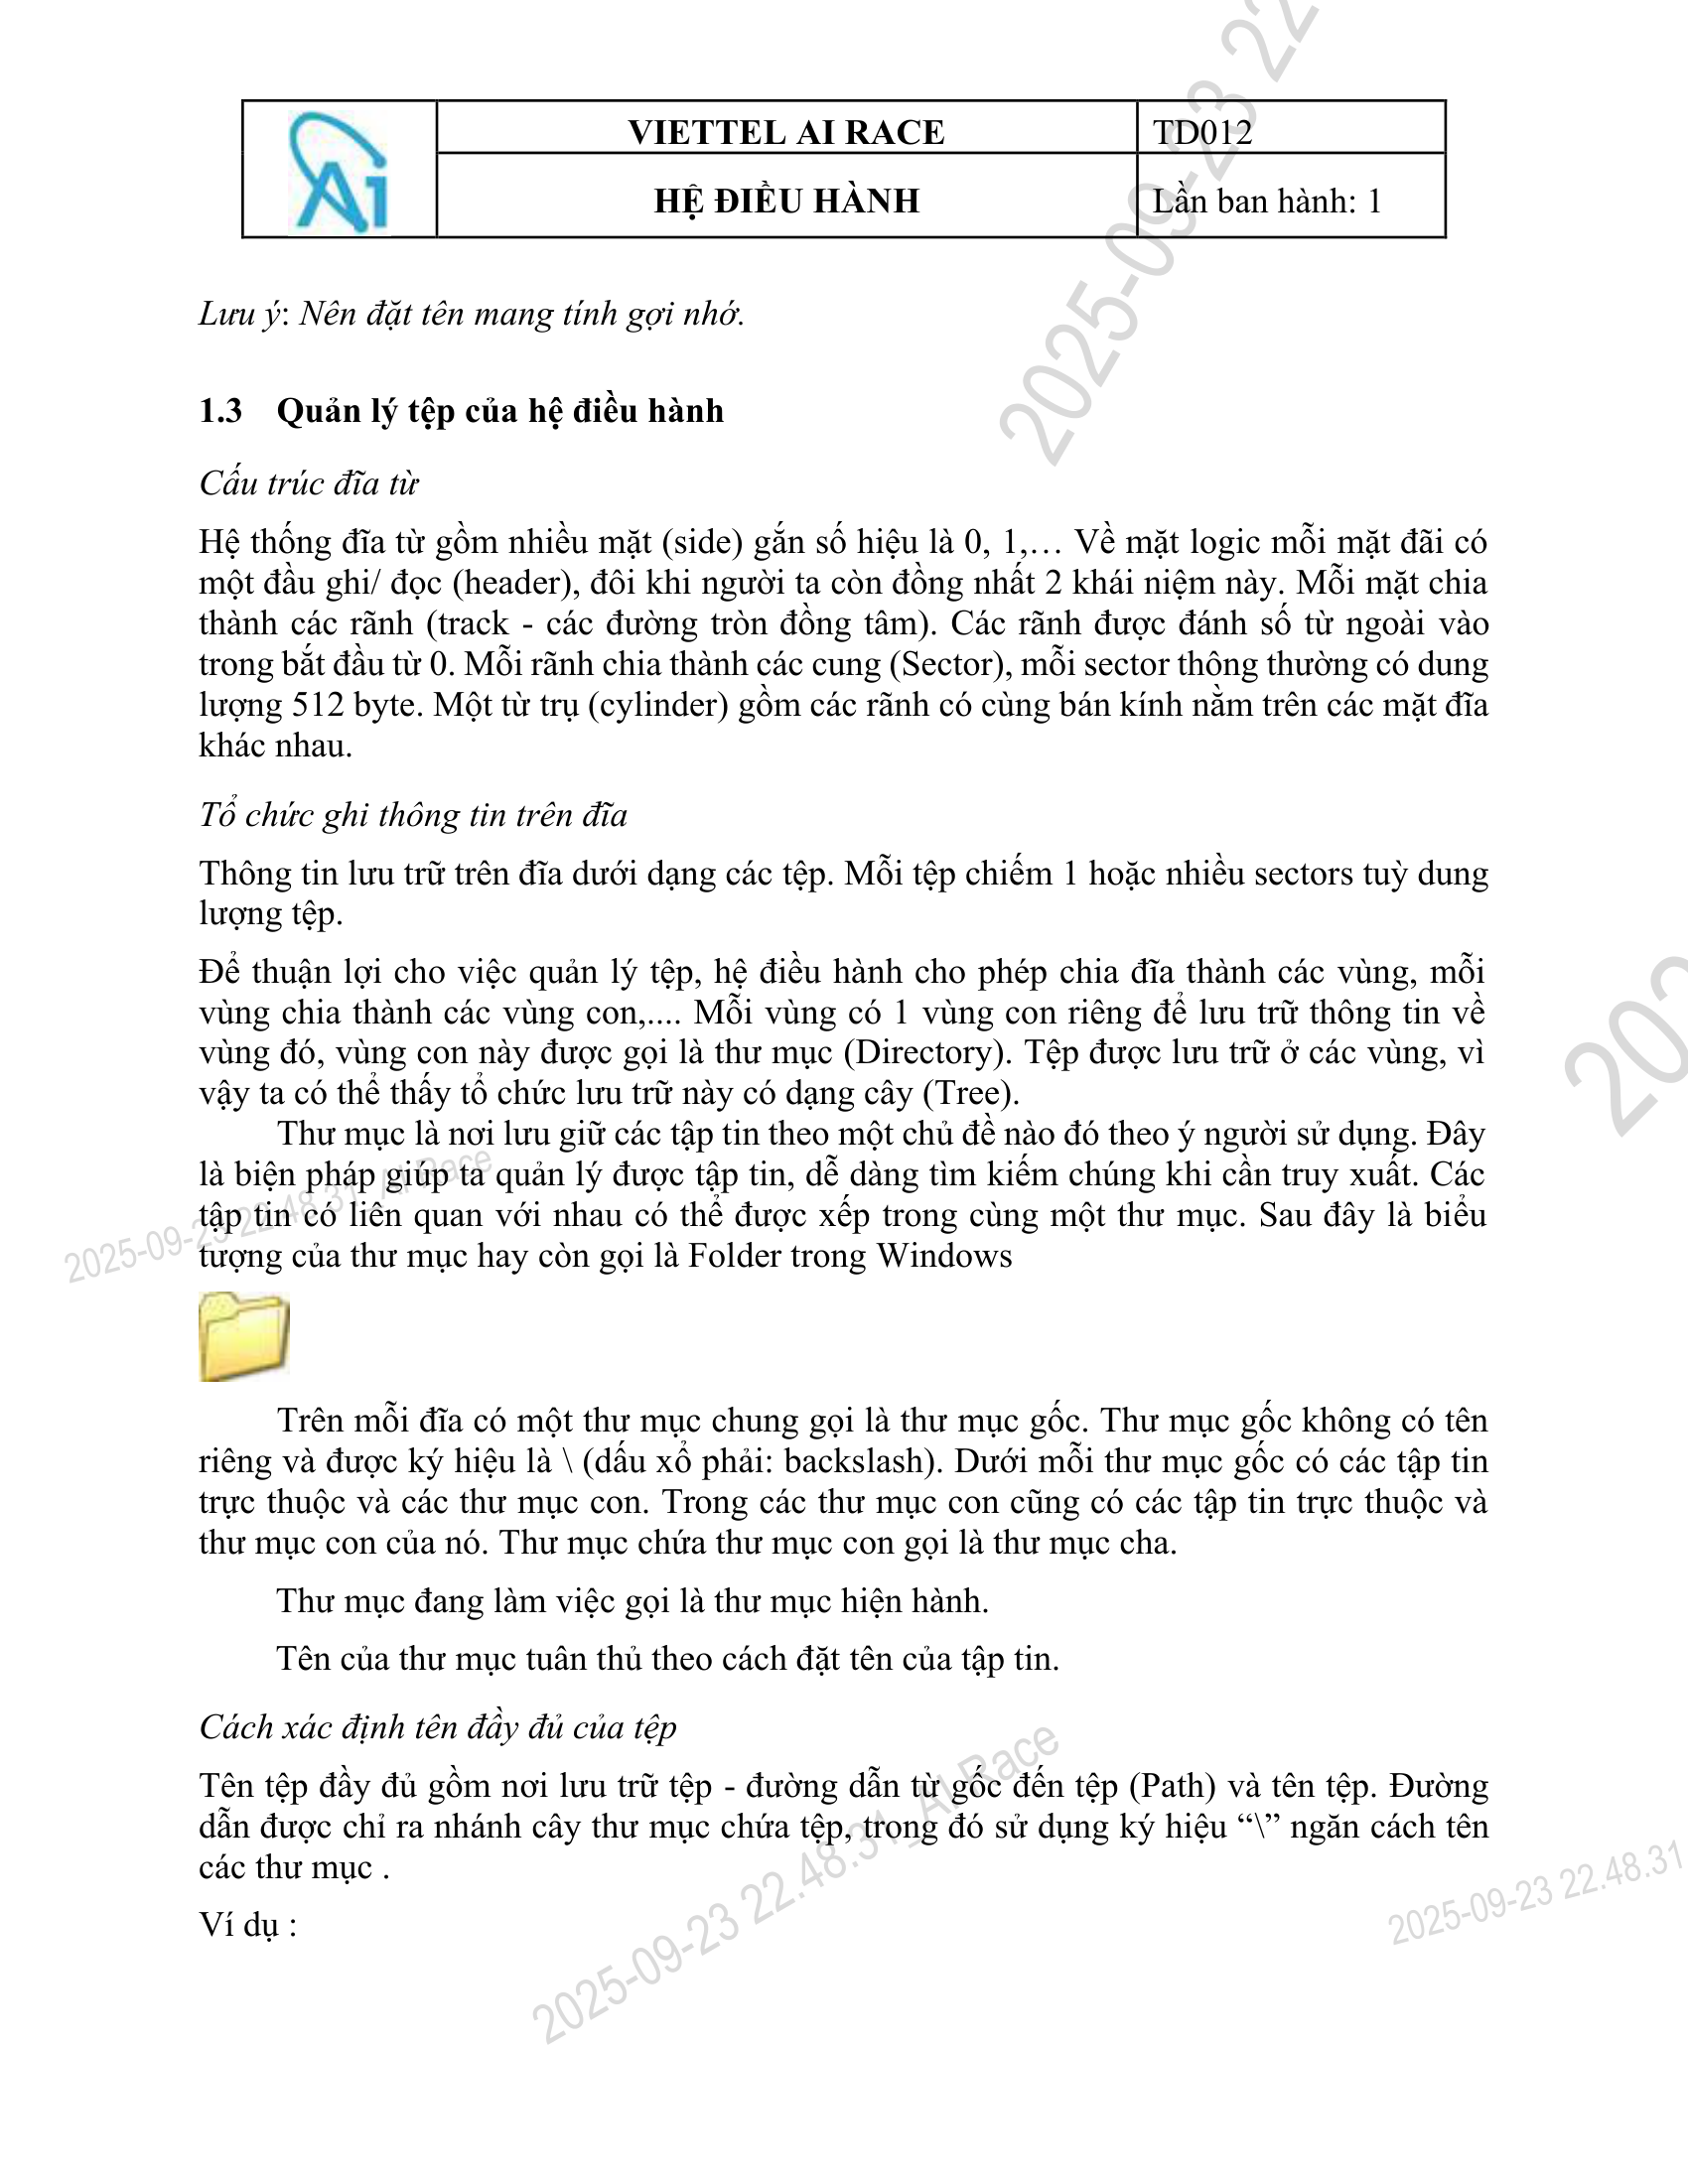 Ai
VIETTEL AI RACE
TD012
HỆ ĐIỀU HÀNH
Lần ban hành: 1
Lưu ý: Nên đặt tên mang tính gợi nhớ.
1.3 Quản lý tệp của hệ điều hành
Cấu trúc đĩa từ
Hệ thống đĩa từ gồm nhiều mặt (side) gắn số hiệu là 0, 1,… Về mặt logic mỗi mặt đãi có
một đầu ghi/ đọc (header), đôi khi người ta còn đồng nhất 2 khái niệm này. Mỗi mặt chia
thành các rãnh (track - các đường tròn đồng tâm). Các rãnh được đánh số từ ngoài vào
trong bắt đầu từ 0. Mỗi rãnh chia thành các cung (Sector), mỗi sector thông thường có dung
lượng 512 byte. Một từ trụ (cylinder) gồm các rãnh có cùng bán kính nằm trên các mặt đĩa
khác nhau.
Tổ chức ghi thông tin trên đĩa
Thông tin lưu trữ trên đĩa dưới dạng các tệp. Mỗi tệp chiếm 1 hoặc nhiều sectors tuỳ dung
lượng tệp.
Để thuận lợi cho việc quản lý tệp, hệ điều hành cho phép chia đĩa thành các vùng, mỗi
vùng chia thành các vùng con,.... Mỗi vùng có 1 vùng con riêng để lưu trữ thông tin về
vùng đó, vùng con này được gọi là thư mục (Directory). Tệp được lưu trữ ở các vùng, vì
vậy ta có thể thấy tổ chức lưu trữ này có dạng cây (Tree).
Thư mục là nơi lưu giữ các tập tin theo một chủ đề nào đó theo ý người sử dụng. Đây
là biện pháp giúp ta quản lý được tập tin, dễ dàng tìm kiếm chúng khi cần truy xuất. Các
tập tin có liên quan với nhau có thể được xếp trong cùng một thư mục. Sau đây là biểu
tượng của thư mục hay còn gọi là Folder trong Windows
Trên mỗi đĩa có một thư mục chung gọi là thư mục gốc. Thư mục gốc không có tên
riêng và được ký hiệu là \ (dấu xổ phải: backslash). Dưới mỗi thư mục gốc có các tập tin
trực thuộc và các thư mục con. Trong các thư mục con cũng có các tập tin trực thuộc và
thư mục con của nó. Thư mục chứa thư mục con gọi là thư mục cha.
Thư mục đang làm việc gọi là thư mục hiện hành.
Tên của thư mục tuân thủ theo cách đặt tên của tập tin.
Cách xác định tên đầy đủ của tệp
Tên tệp đầy đủ gồm nơi lưu trữ tệp - đường dẫn từ gốc đến tệp (Path) và tên tệp. Đường
dẫn được chỉ ra nhánh cây thư mục chứa tệp, trong đó sử dụng ký hiệu “\” ngăn cách tên
các thư mục .
Ví dụ :
2025-09-23 22
202
2025-09-23 22.48.31_AI Race
2025-09-23 22.48.31_AI Race
2025-09-23 22.48.31